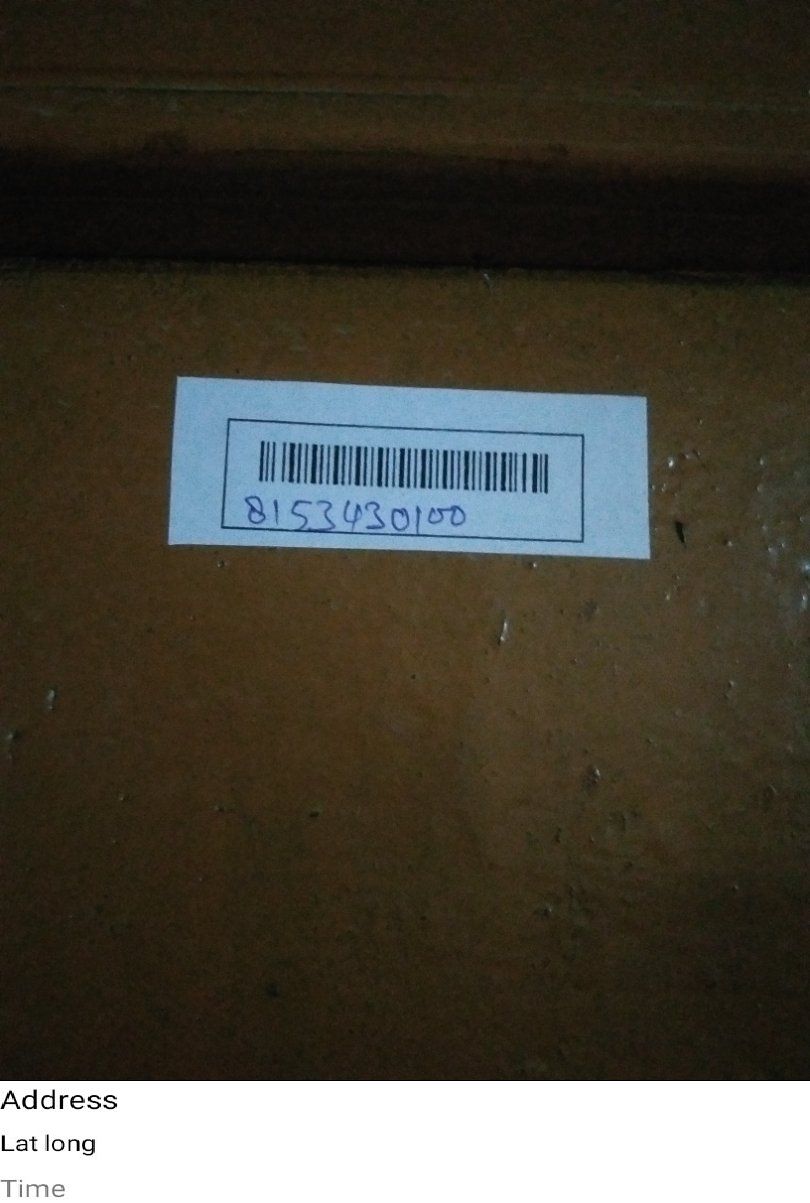 8153430100
Address
Lat long
Time